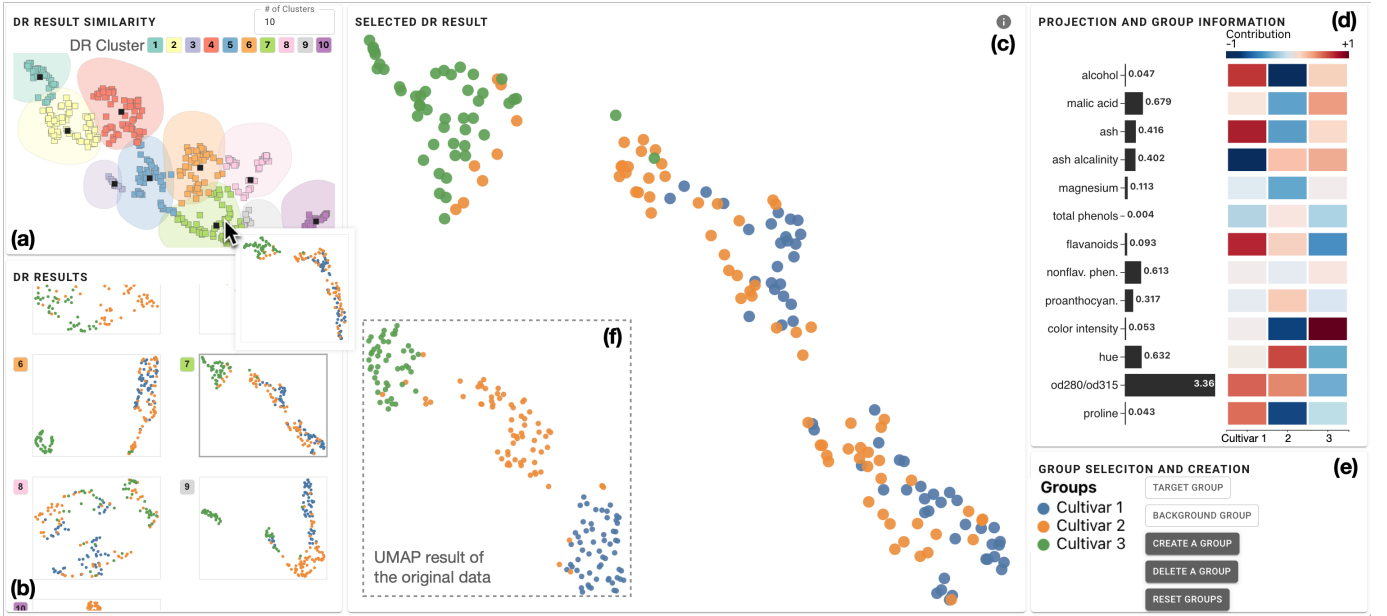 DR RESULT SIMILARITY
# of Clusters
10
DR Cluster 1 2 3 4 5 6 7 8 9 10
(a)
DR RESULTS
6
7
8
9
(b)
10
SELECTED DR RESULT
i
(c)
(f)
UMAP result of
the original data
PROJECTION AND GROUP INFORMATION
(d)
Contribution
-1 +1
alcohol 0.047
malic acid 0.679
ash 0.416
ash alcalinity 0.402
magnesium 0.113
total phenols 0.004
flavanoids 0.093
nonflav. phen. 0.613
proanthocyan. 0.317
color intensity 0.053
hue 0.632
od280/od315 3.36
proline 0.043
Cultivar 1 2 3
GROUP SELECITON AND CREATION
(e)
Groups
Cultivar 1
Cultivar 2
Cultivar 3
TARGET GROUP
BACKGROUND GROUP
CREATE A GROUP
DELETE A GROUP
RESET GROUPS